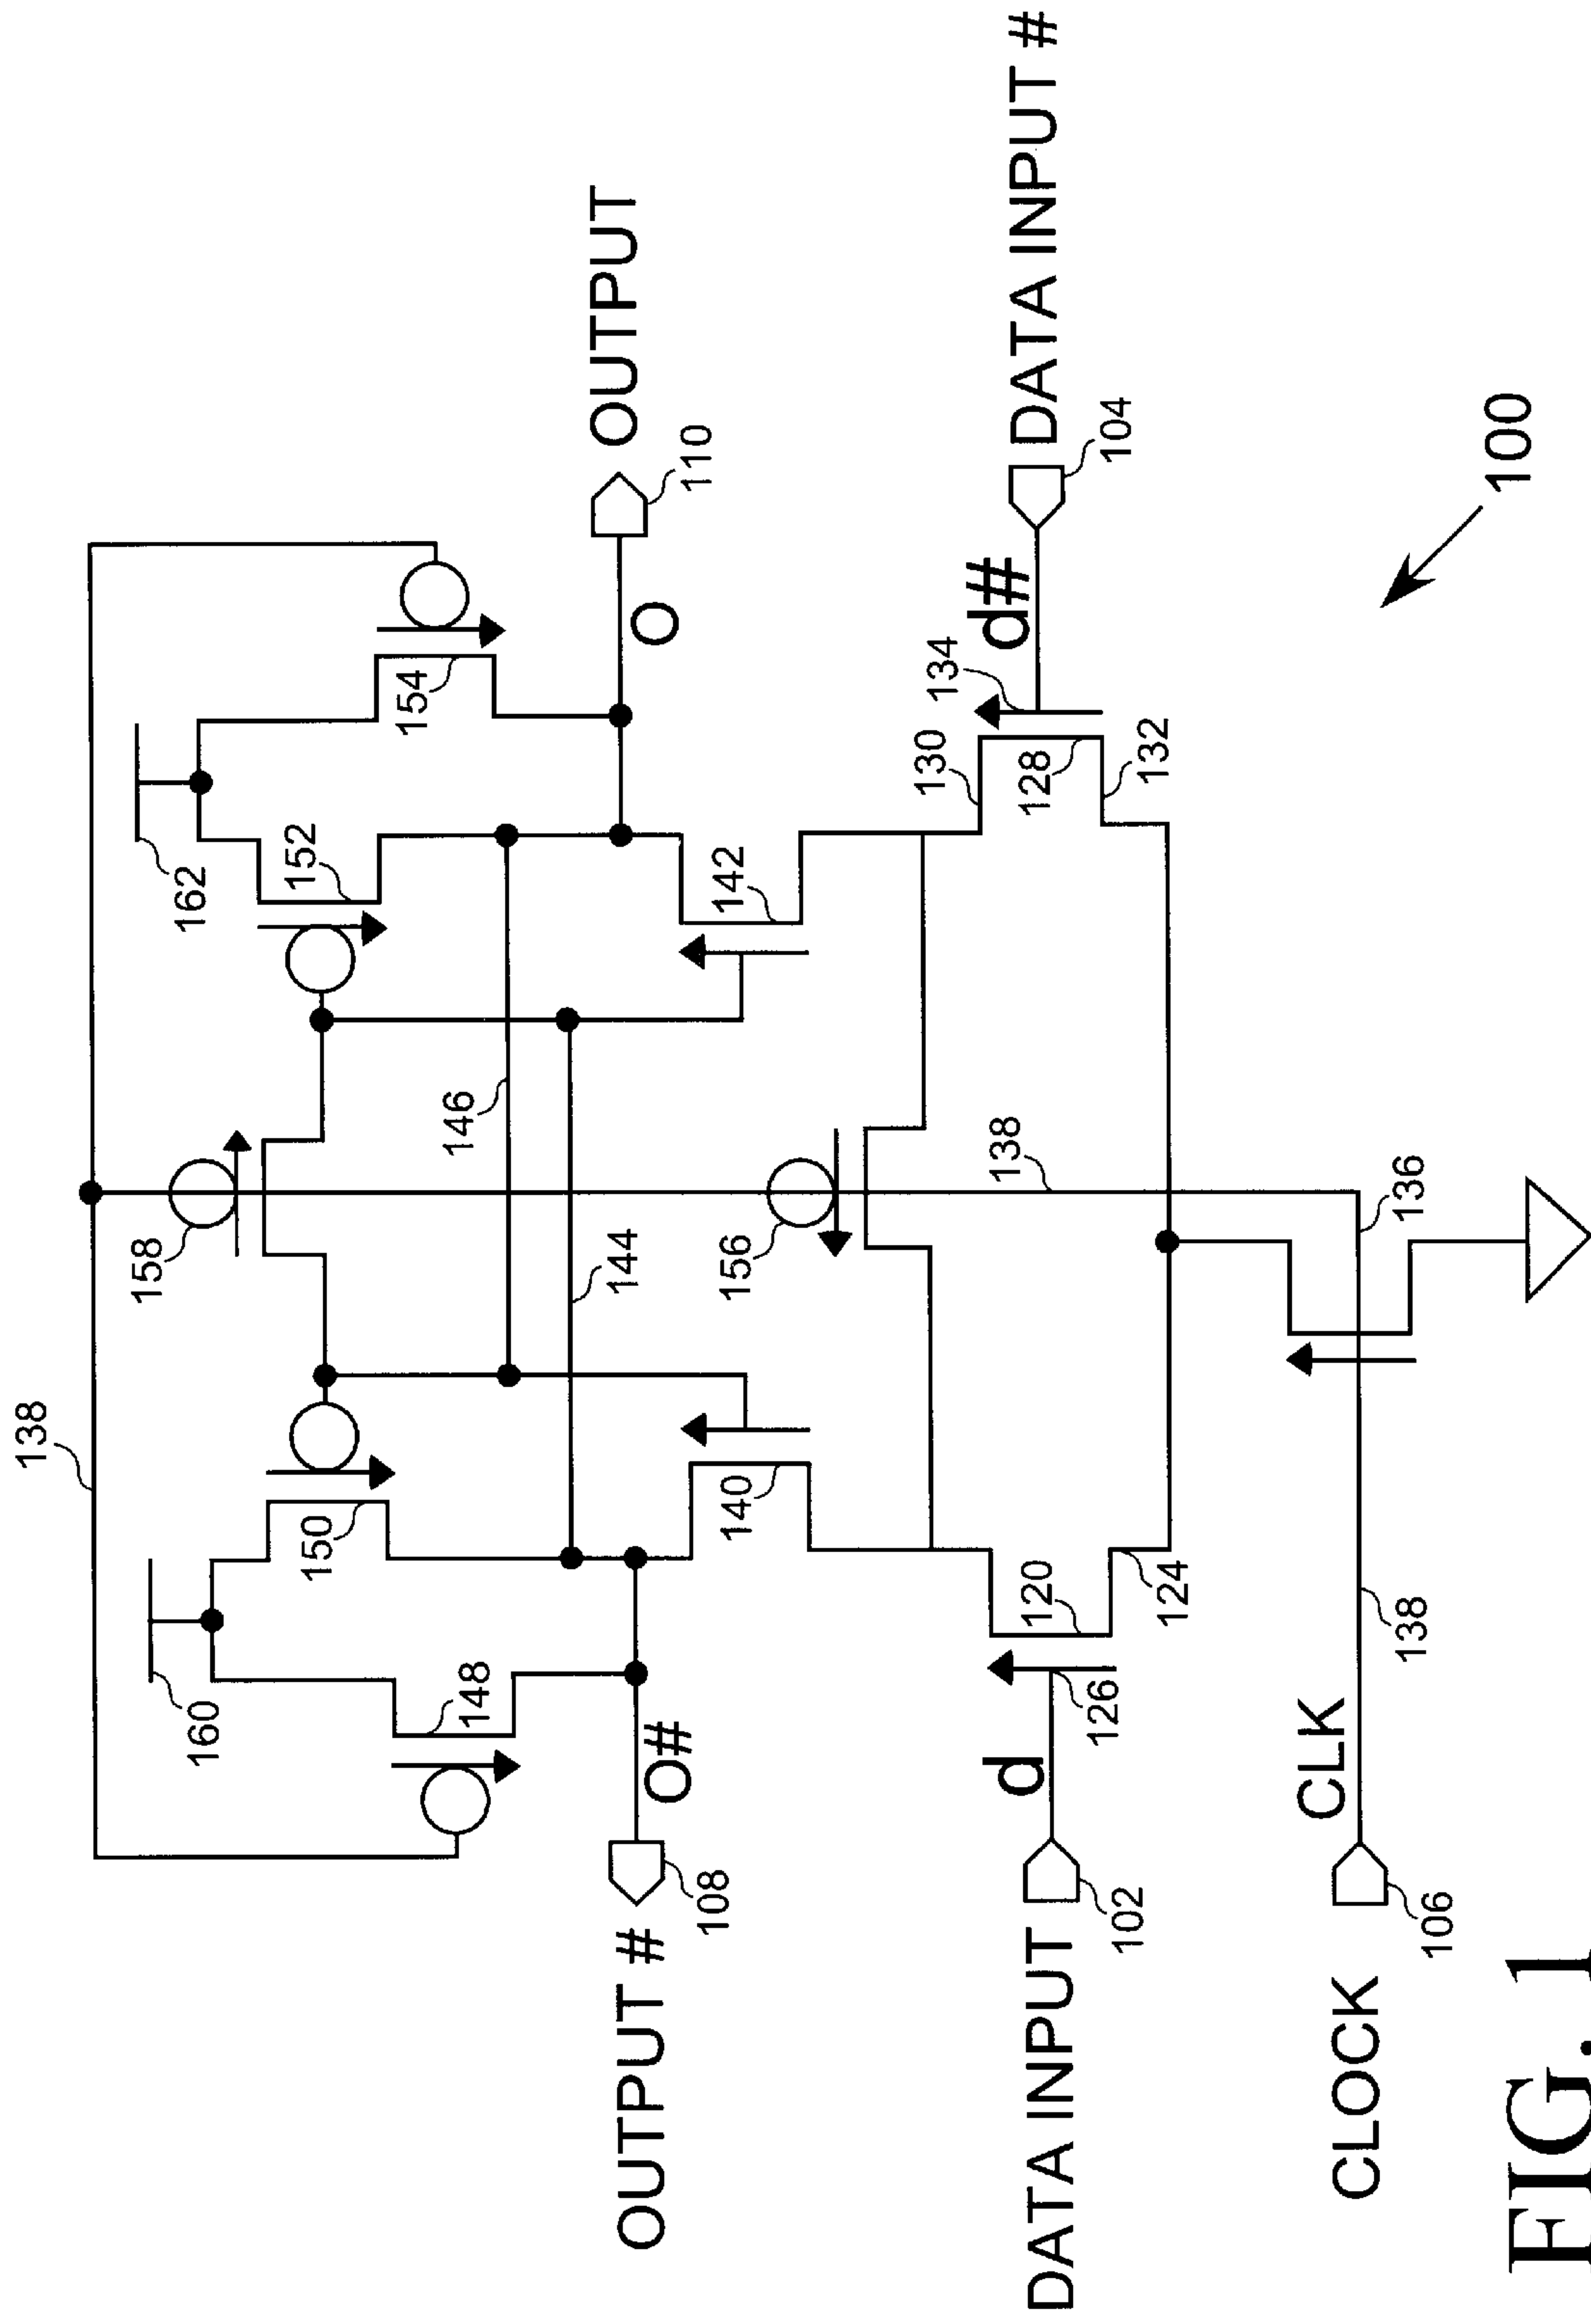 138
158
160
162
150
152
148
146
154
OUTPUT #
108
O#
144
O
110
OUTPUT
140
156
142
130
134
DATA INPUT
102
d
126
120
138
128
d#
104
DATA INPUT #
124
132
CLOCK
106
CLK
138
136
100
FIG. 1